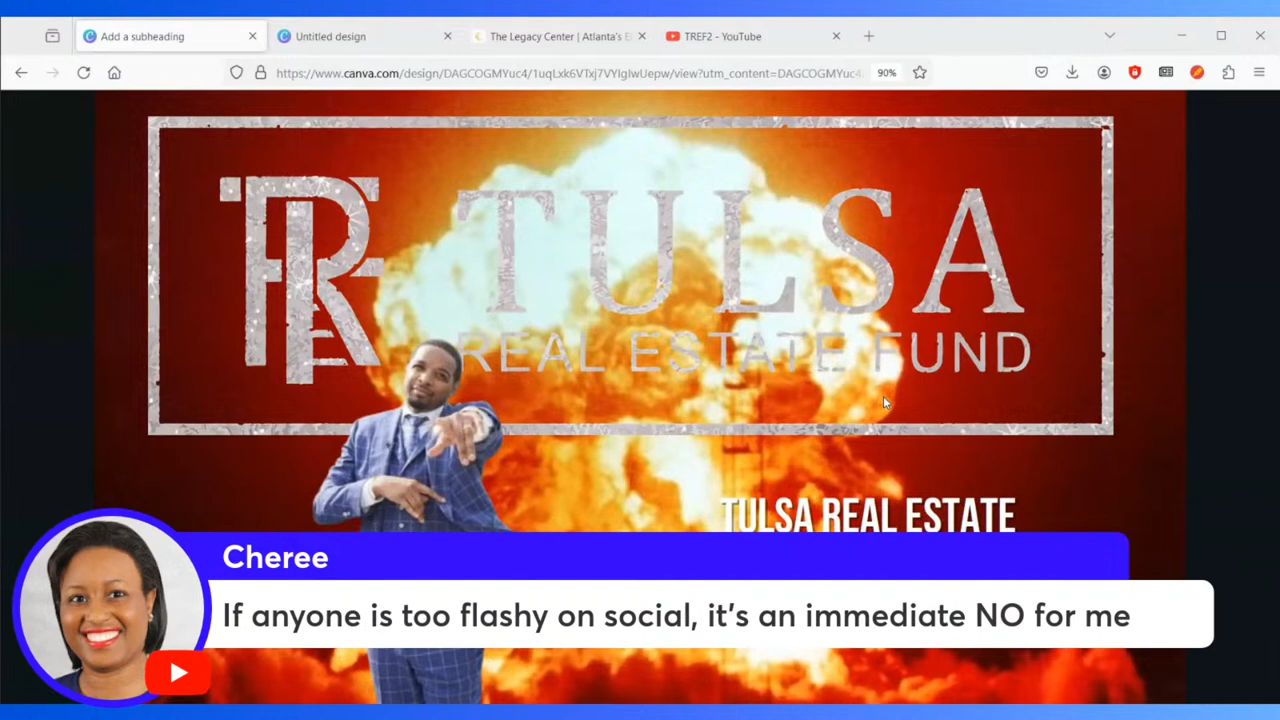 Add a subheading
Untitled design
The Legacy Center | Atlanta's E
TREF2 - YouTube
https://www.canva.com/design/DAGCOGMYuc4/1uqLxk6VTxj7VYIgIwUepw/view?utm_content=DAGCOGMYuc4
90%
TULSA
REAL ESTATE FUND
TULSA REAL ESTATE
Cheree
If anyone is too flashy on social, it's an immediate NO for me